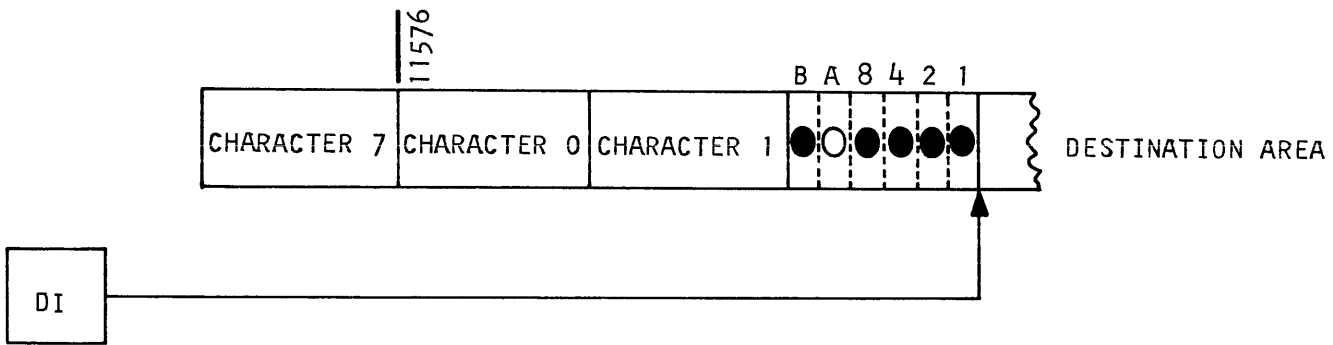 11576
B A 8 4 2 1
CHARACTER 7 CHARACTER 0 CHARACTER 1
DESTINATION AREA
DI